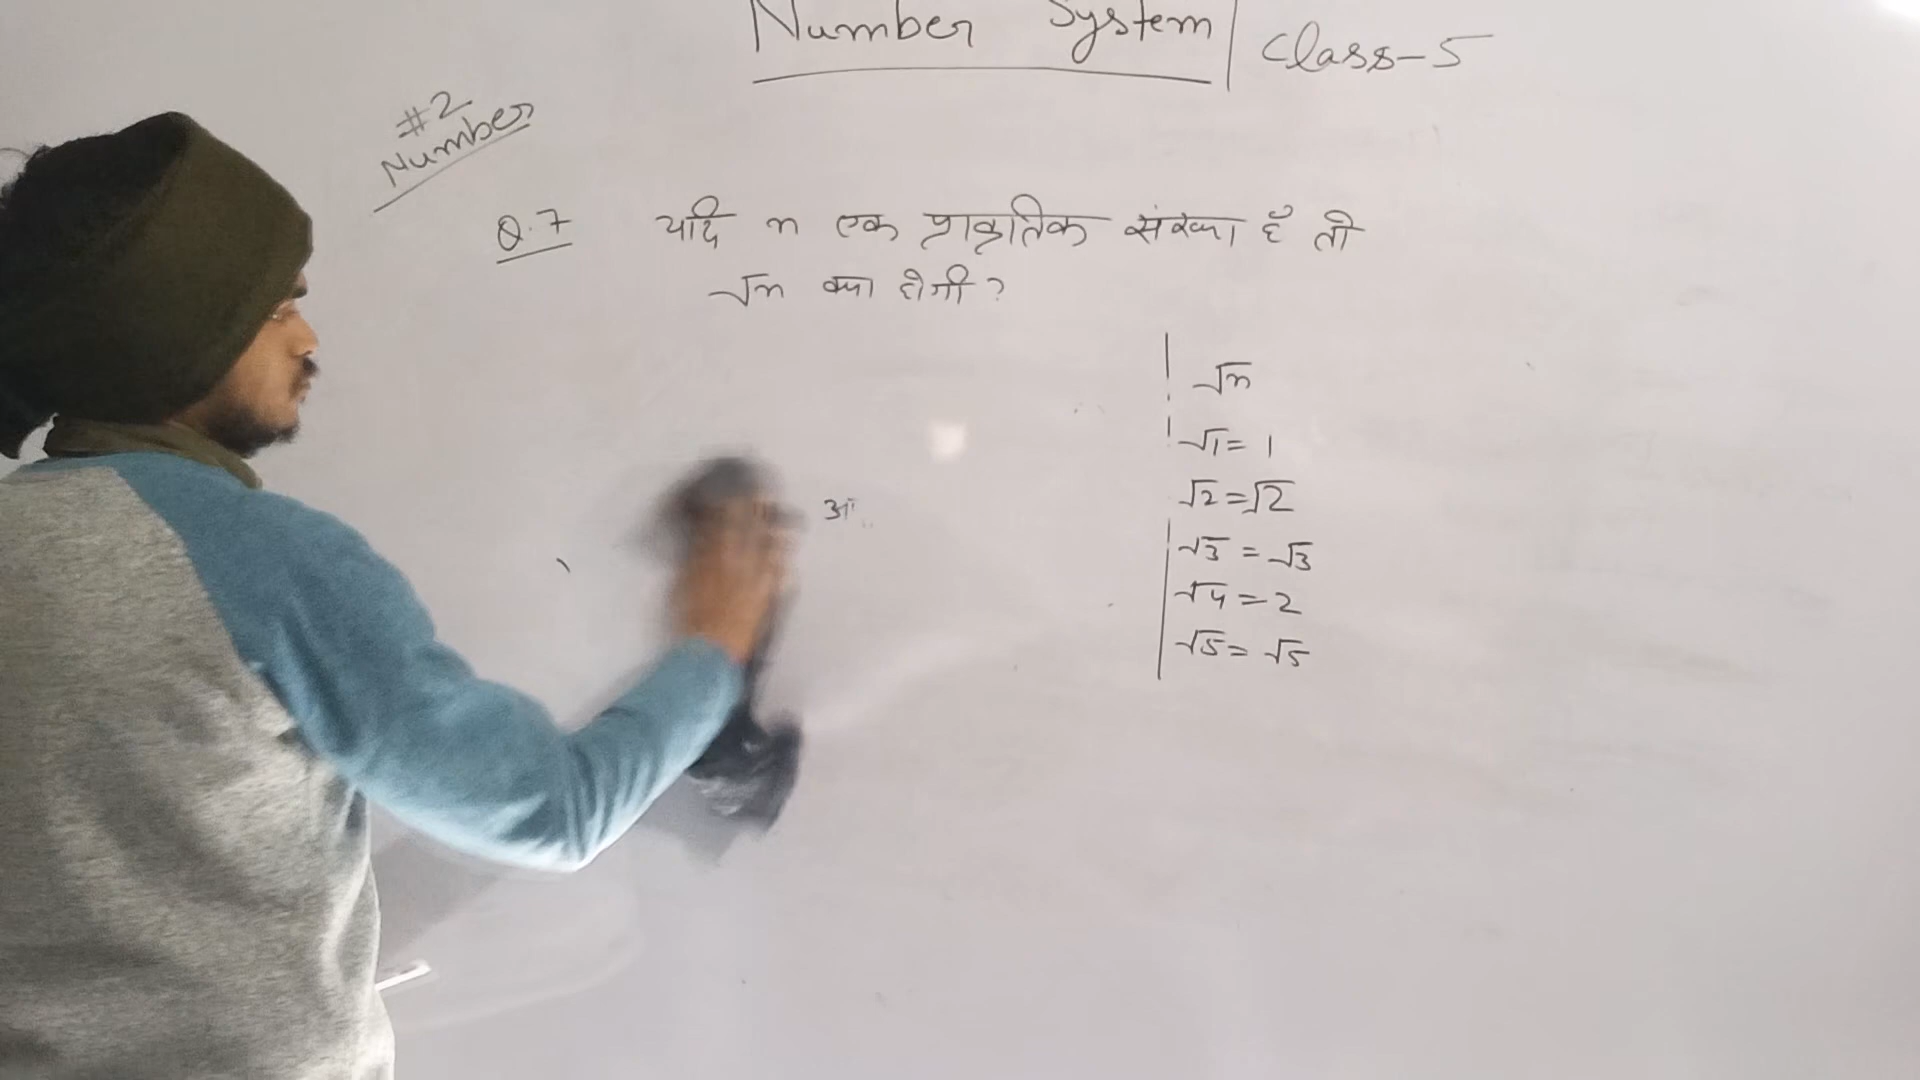 Number System | Class-5
#2
Number
Q.7 यदि n एक प्राकृतिक संख्या है तो
√n क्या होगी?
√n
√1 = 1
√2 = √2
√3 = √3
√4 = 2
√5 = √5